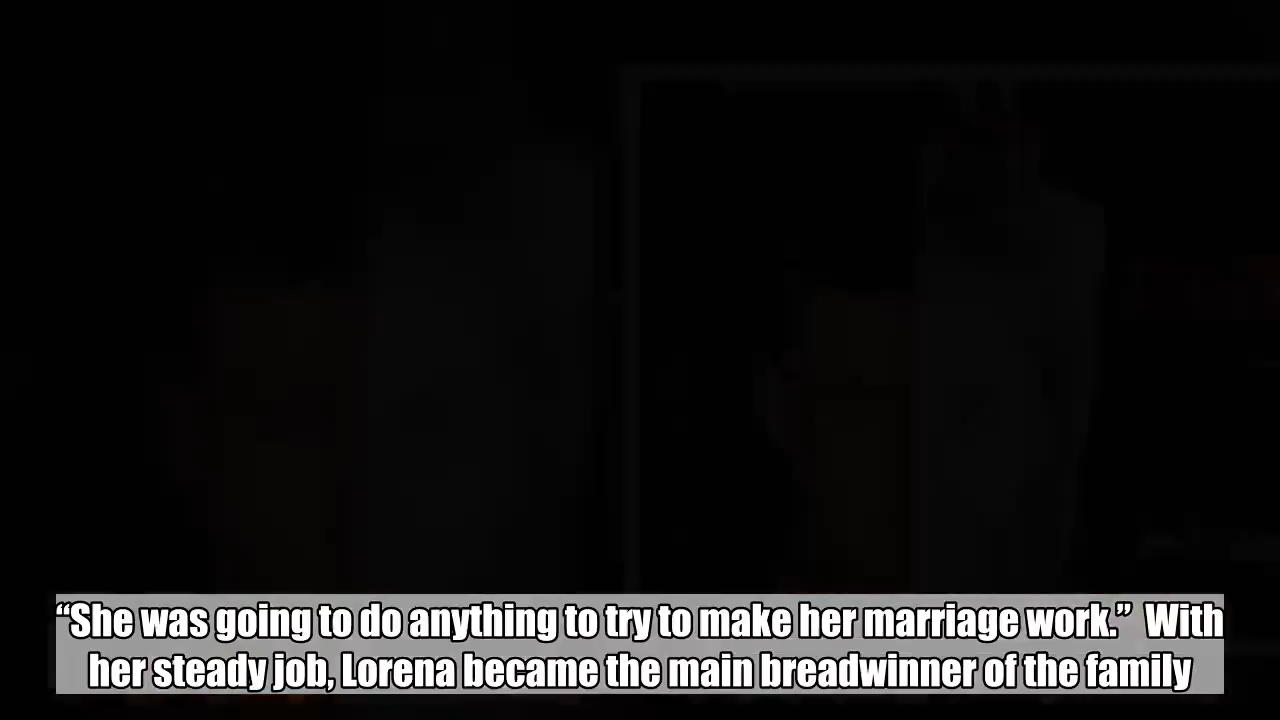 “She was going to do anything to try to make her marriage work.”  With
her steady job, Lorena became the main breadwinner of the family